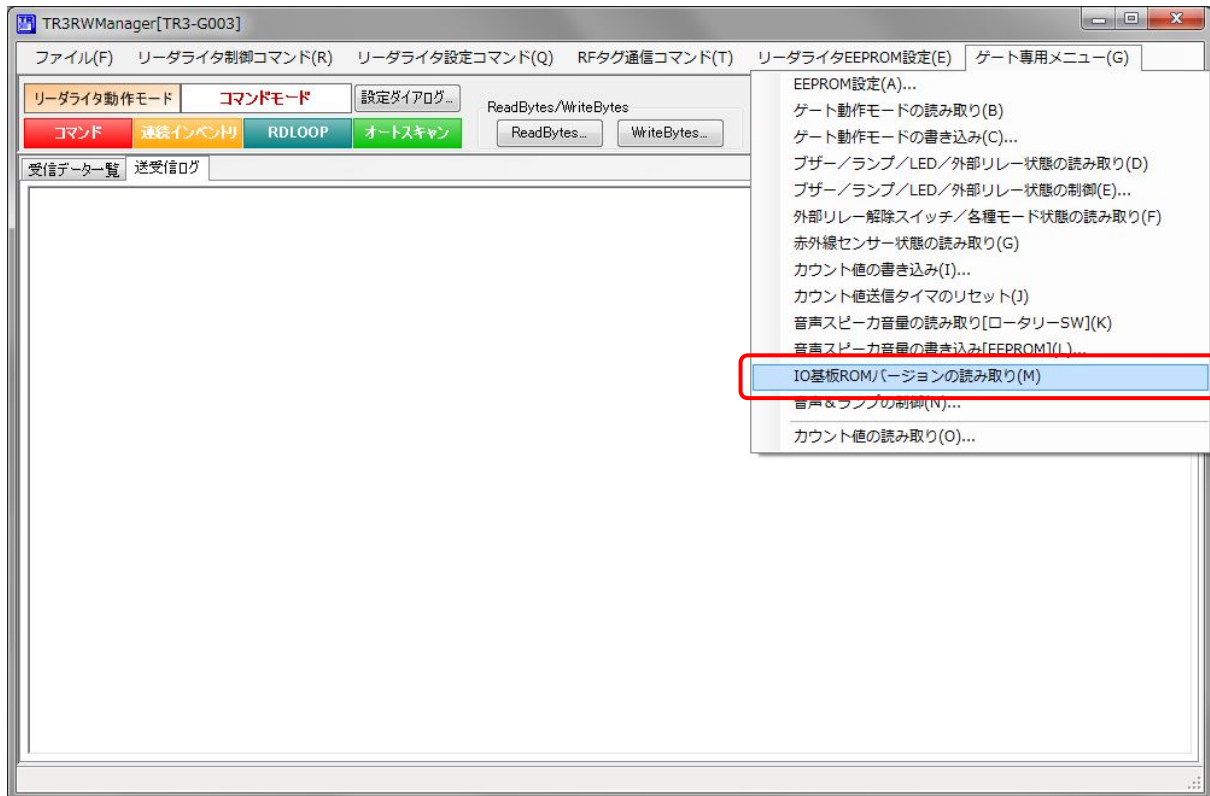 TR3RWManager[TR3-G003]
ファイル(F) リーダライタ制御コマンド(R) リーダライタ設定コマンド(Q) RFタグ通信コマンド(T) リーダライタEEPROM設定(E) ゲート専用メニュー(G)
リーダライタ動作モード コマンドモード 設定ダイアログ...
ReadBytes/WriteBytes
コマンド 連続インベントリ RDLOOP オートスキャン ReadBytes... WriteBytes...
受信データ一覧 送受信ログ
EEPROM設定(A)...
ゲート動作モードの読み取り(B)
ゲート動作モードの書き込み(C)...
ブザー／ランプ／LED／外部リレー状態の読み取り(D)
ブザー／ランプ／LED／外部リレー状態の制御(E)...
外部リレー解除スイッチ／各種モード状態の読み取り(F)
赤外線センサー状態の読み取り(G)
カウント値の書き込み(I)...
カウント値送信タイマのリセット(J)
音声スピーカ音量の読み取り[ロータリーSW](K)
音声スピーカ音量の書き込み[EEPROM](L)...
IO基板ROMバージョンの読み取り(M)
音声＆ランプの制御(N)...
カウント値の読み取り(O)...